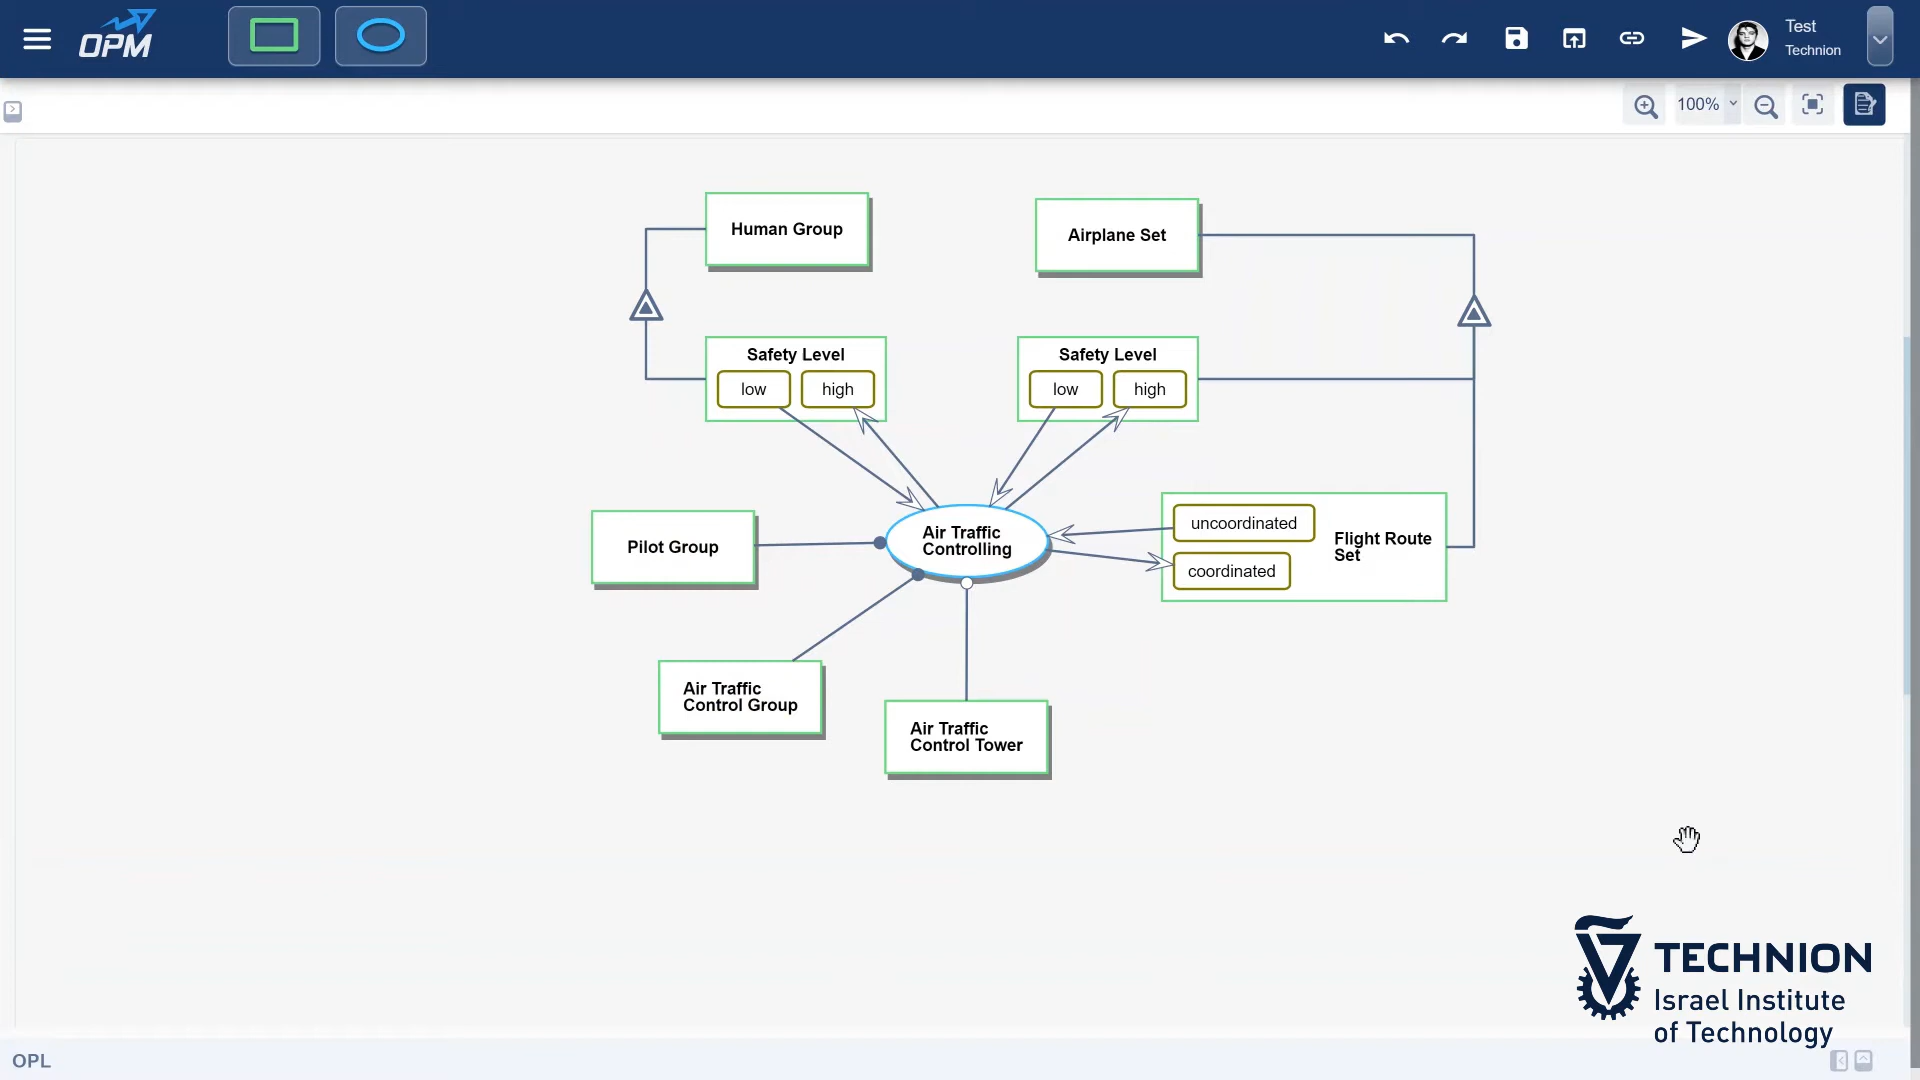 OPM
Test
Technion
100%
Human Group
Airplane Set
Safety Level
low
high
Safety Level
low
high
Pilot Group
Air Traffic
Controlling
uncoordinated
coordinated
Flight Route
Set
Air Traffic
Control Group
Air Traffic
Control Tower
TECHNION
Israel Institute
of Technology
OPL